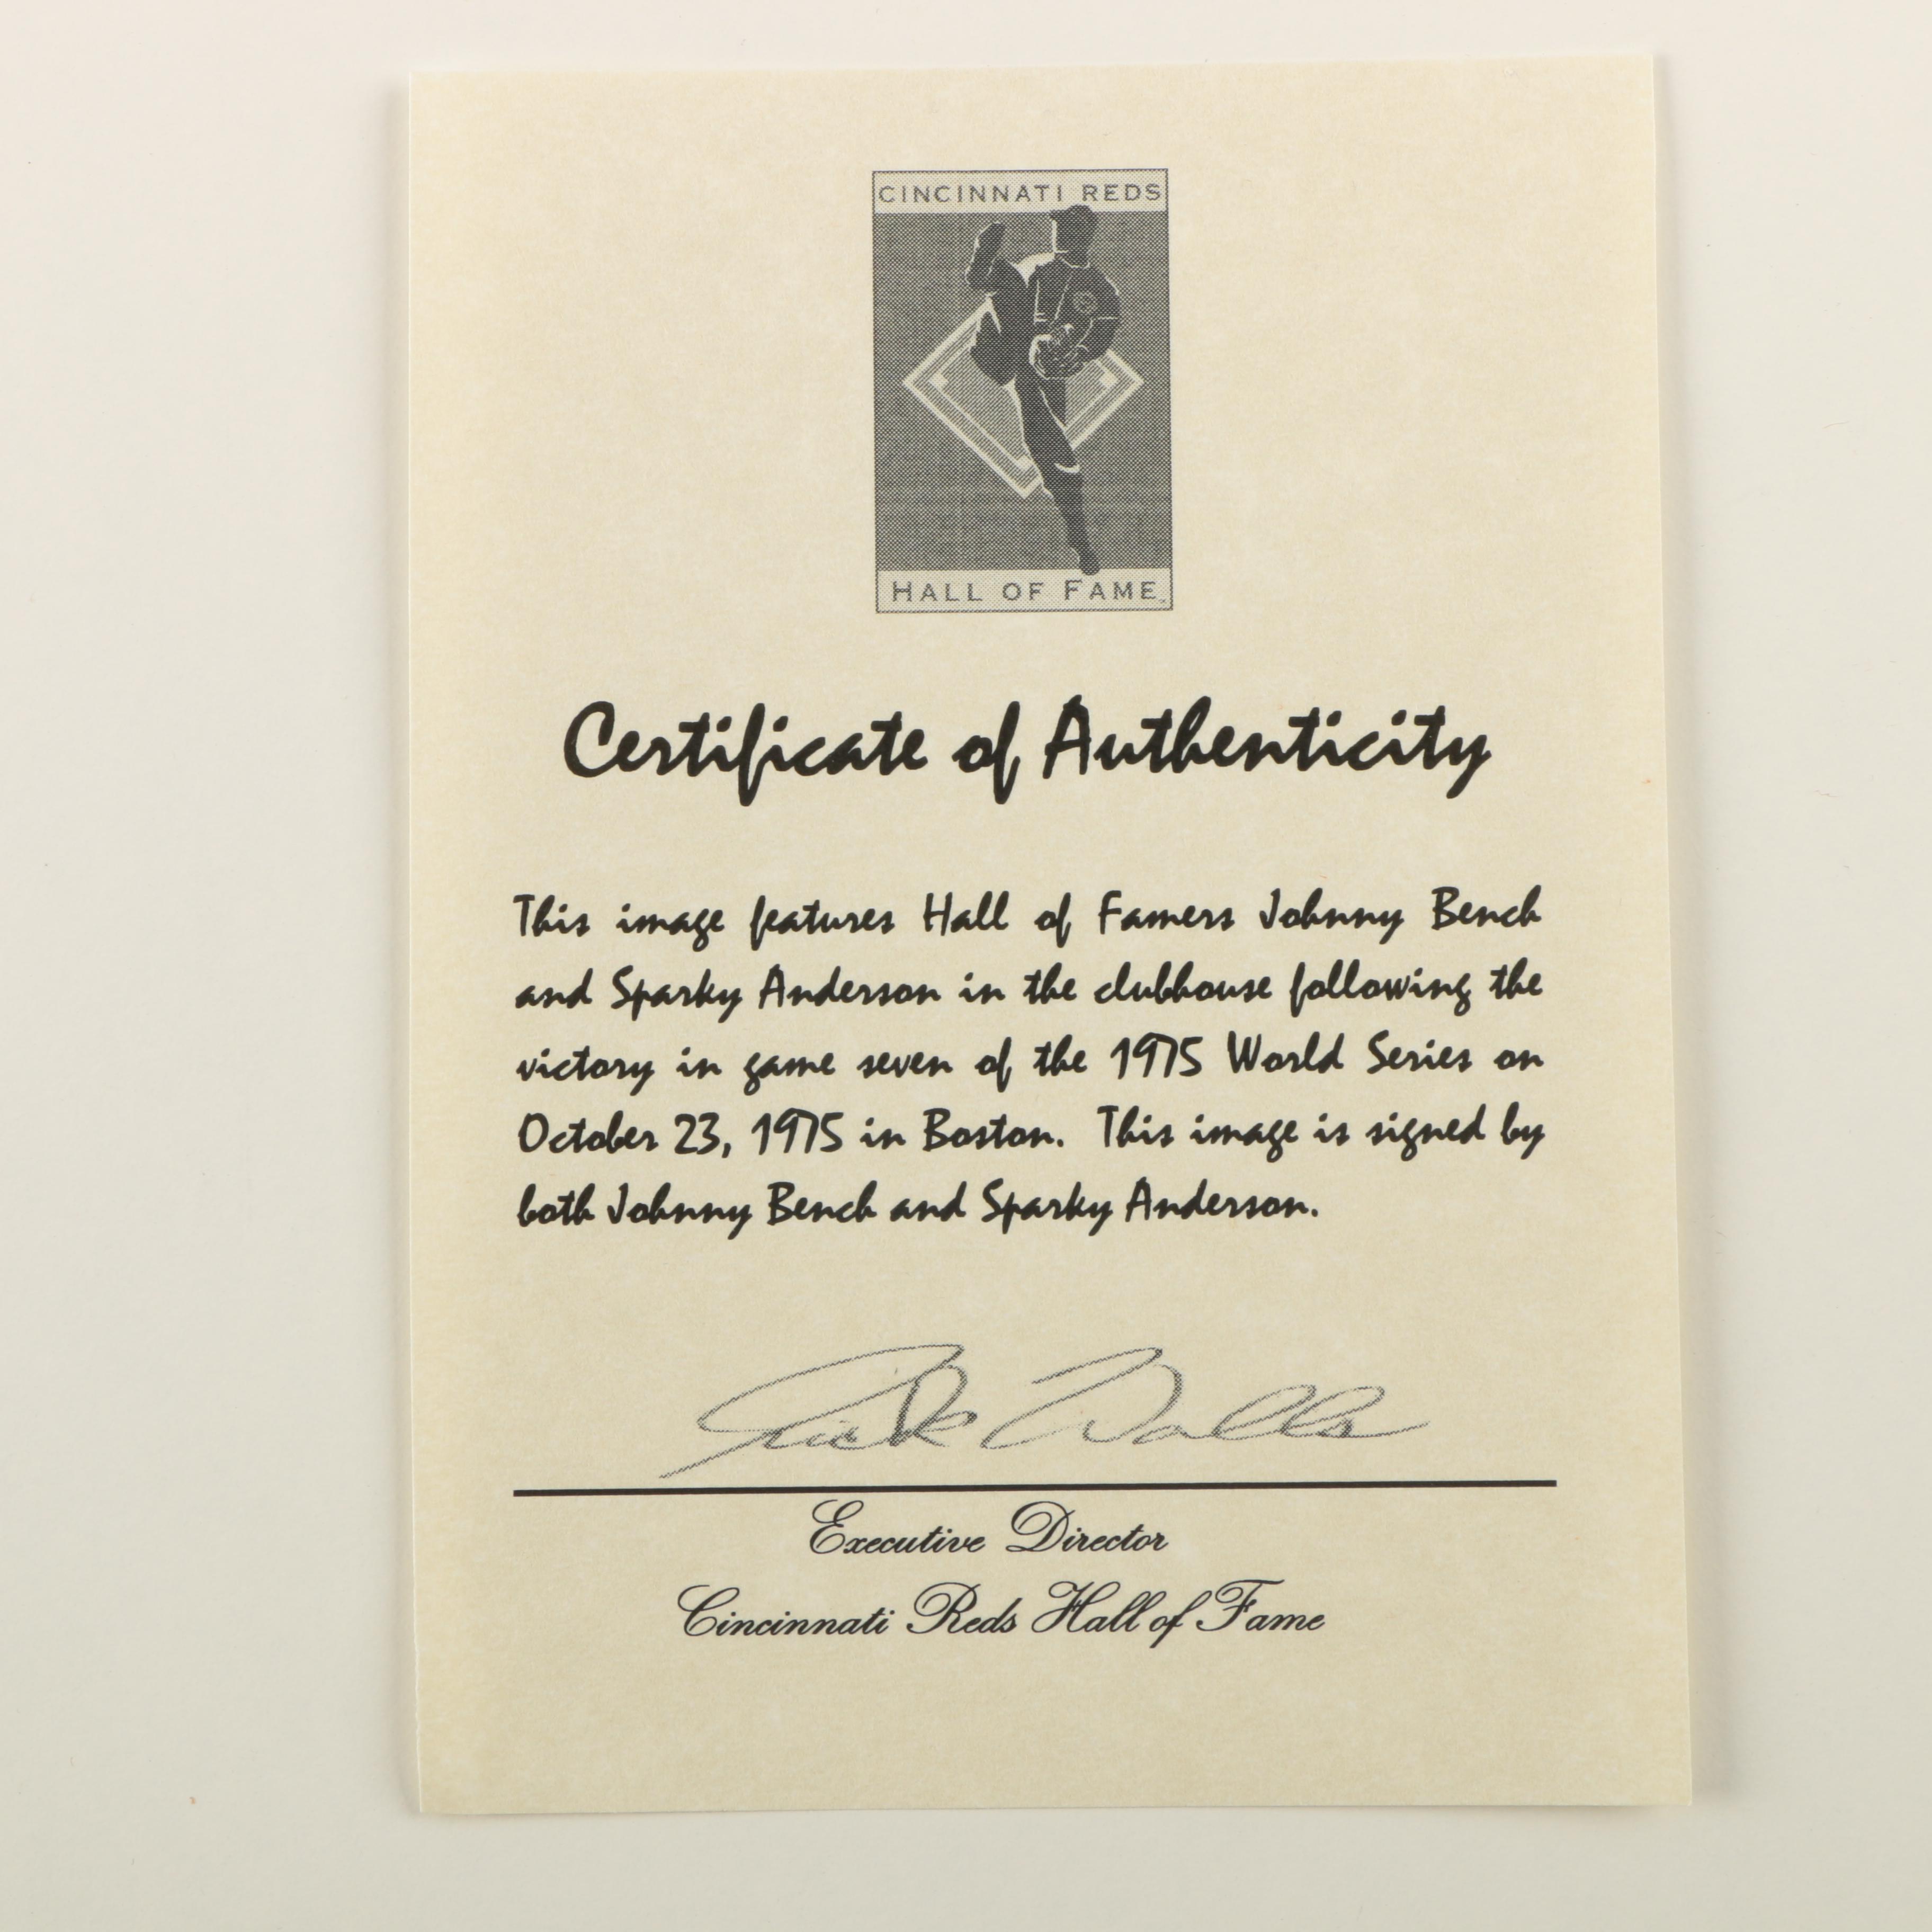 CINCINNATI REDS
HALL OF FAME
Certificate of Authenticity
This image features Hall of Famers Johnny Bench
and Sparky Anderson in the clubhouse following the
victory in game seven of the 1975 World Series on
October 23, 1975 in Boston. This image is signed by
both Johnny Bench and Sparky Anderson.
Rick Walls
Executive Director
Cincinnati Reds Hall of Fame